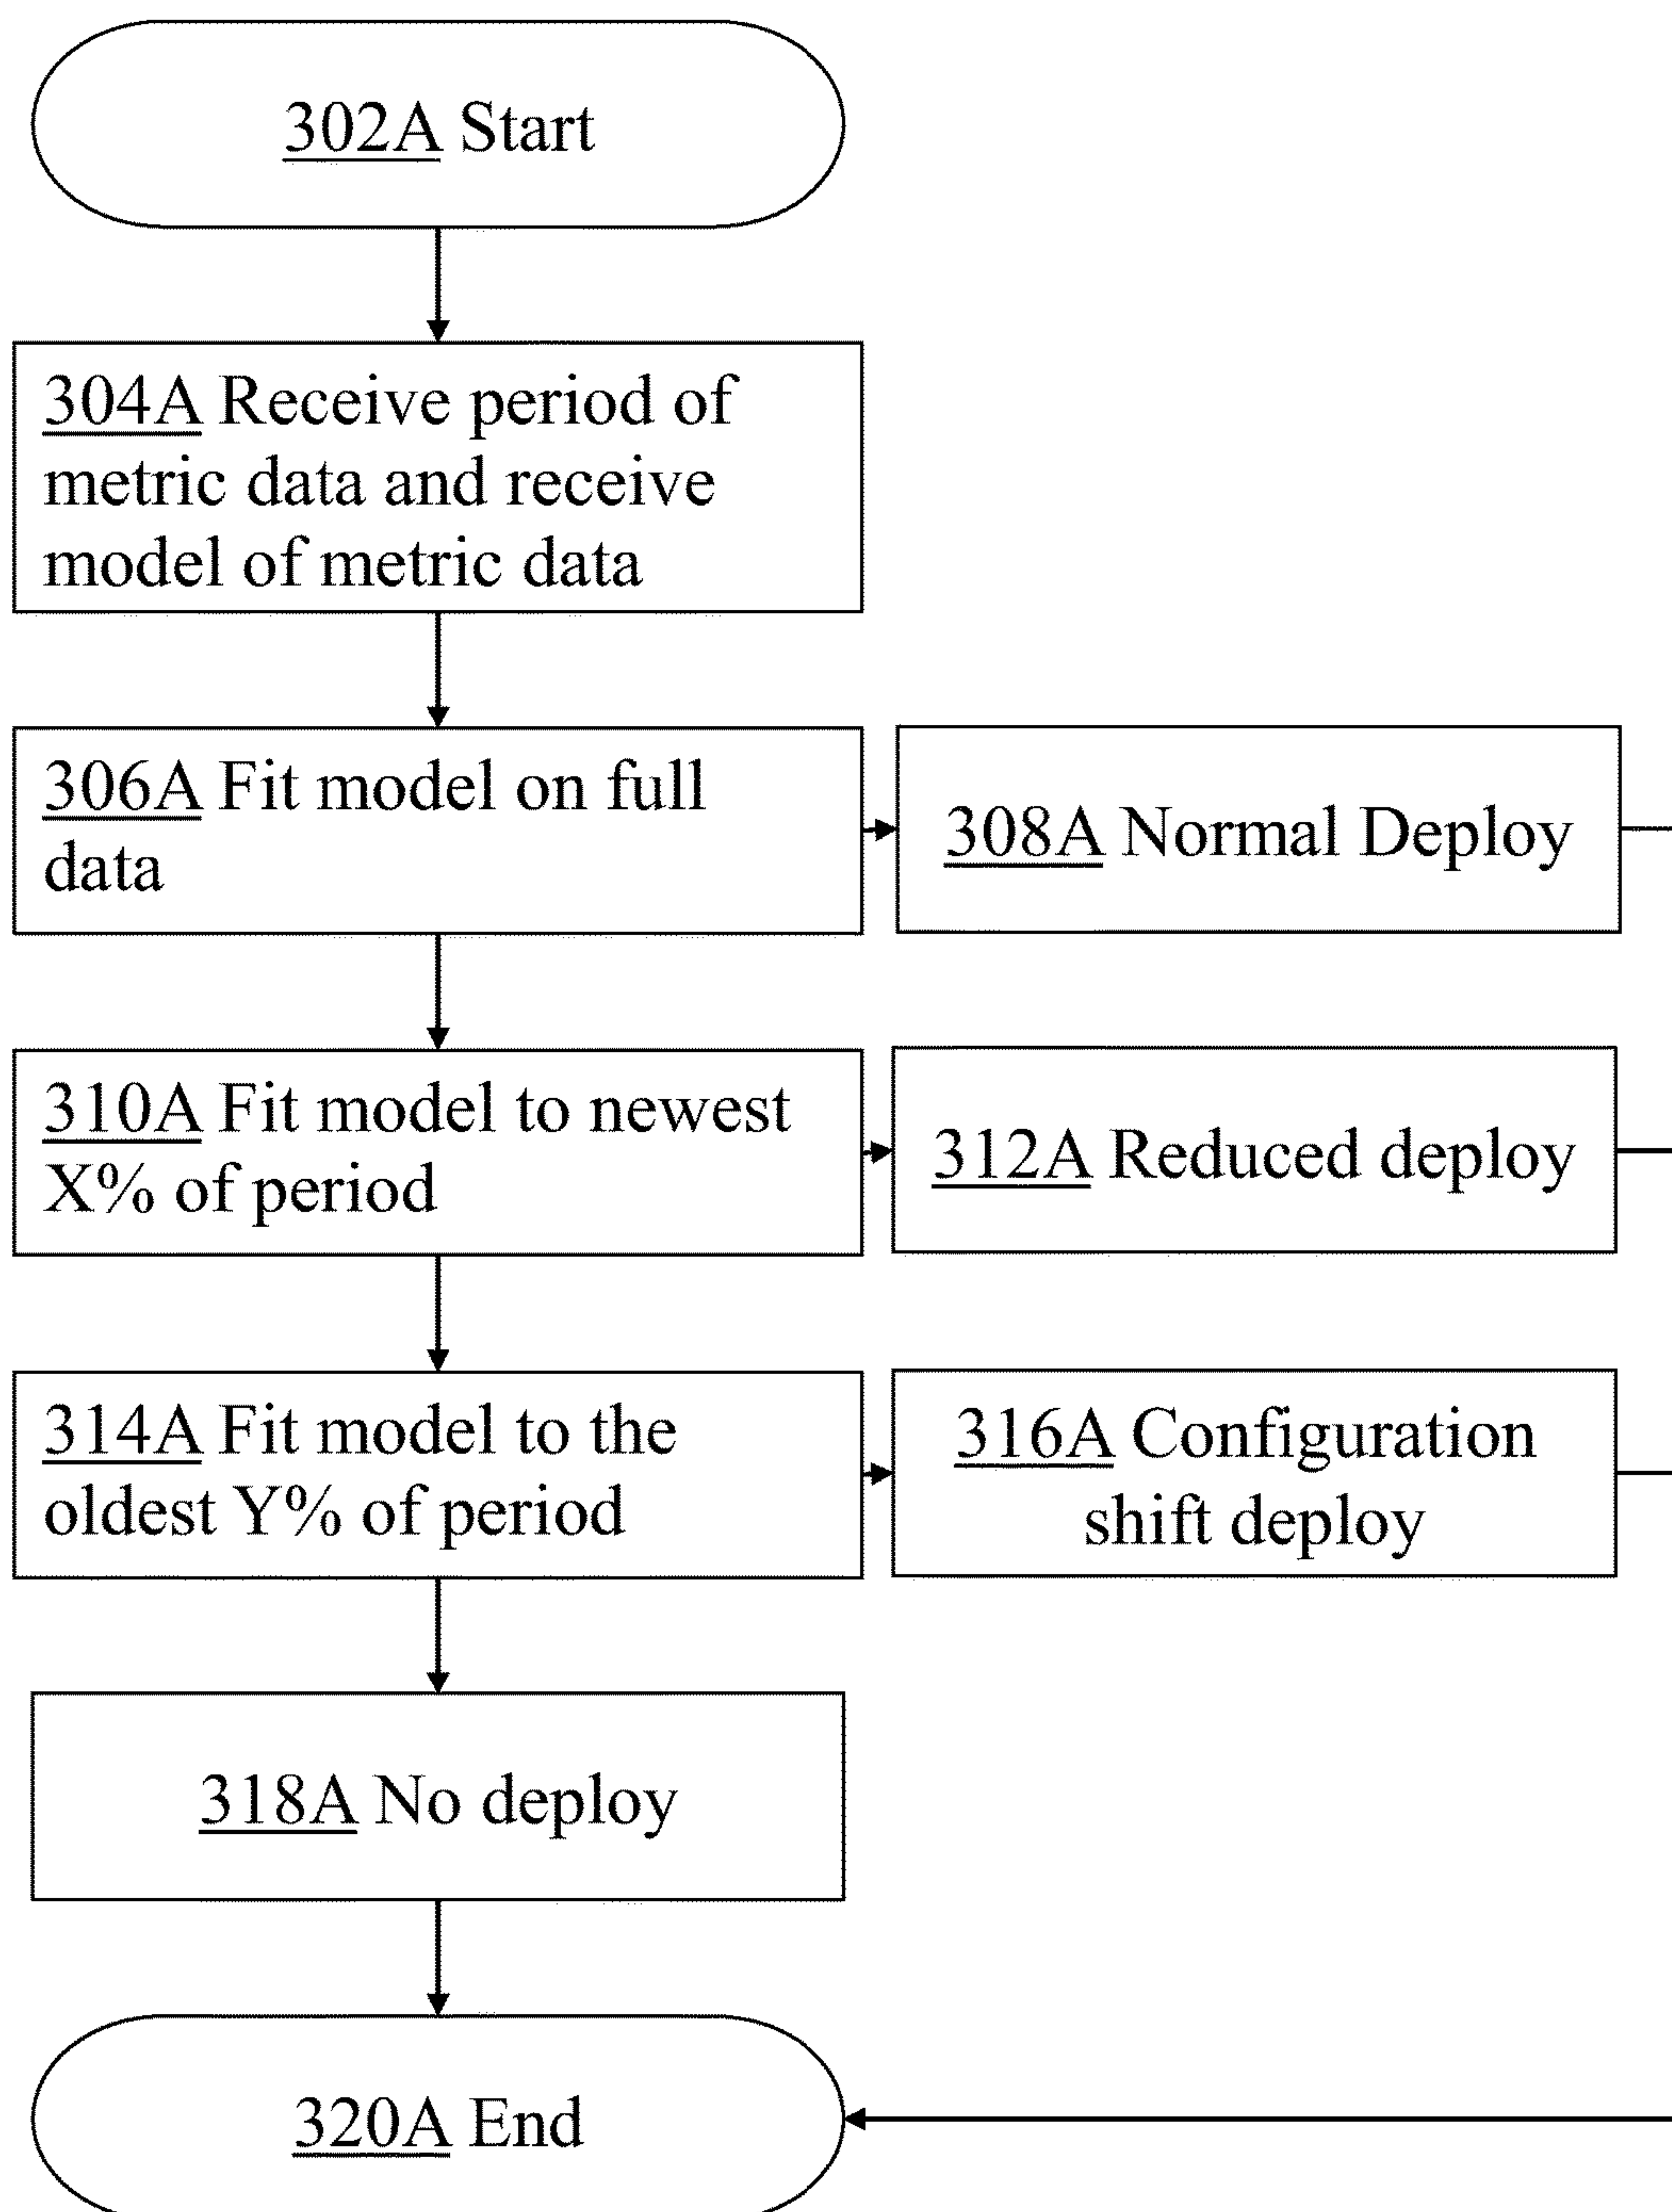 302A Start
304A Receive period of
metric data and receive
model of metric data
306A Fit model on full
data
308A Normal Deploy
310A Fit model to newest
X% of period
312A Reduced deploy
314A Fit model to the
oldest Y% of period
316A Configuration
shift deploy
318A No deploy
320A End